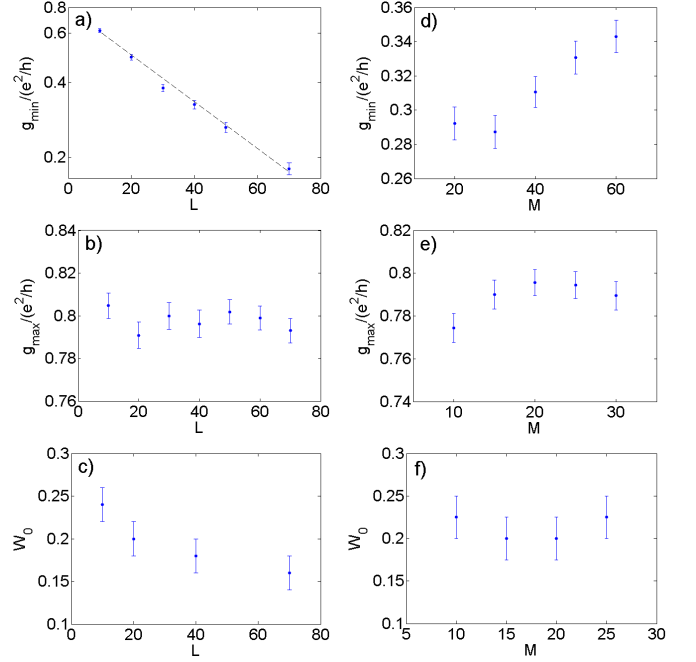 a)
0.8
0.6
0.4
0.2
g_min/(e²/h)
0 20 40 60 80
L
d)
0.36
0.34
0.32
0.3
0.28
0.26
g_min/(e²/h)
20 30 40 50 60
M
b)
0.84
0.82
0.8
0.78
0.76
g_max/(e²/h)
0 20 40 60 80
L
e)
0.82
0.8
0.78
0.76
0.74
g_max/(e²/h)
10 15 20 25 30
M
c)
0.3
0.25
0.2
0.15
0.1
W_0
0 20 40 60 80
L
f)
0.3
0.25
0.2
0.15
0.1
W_0
5 10 15 20 25 30
M